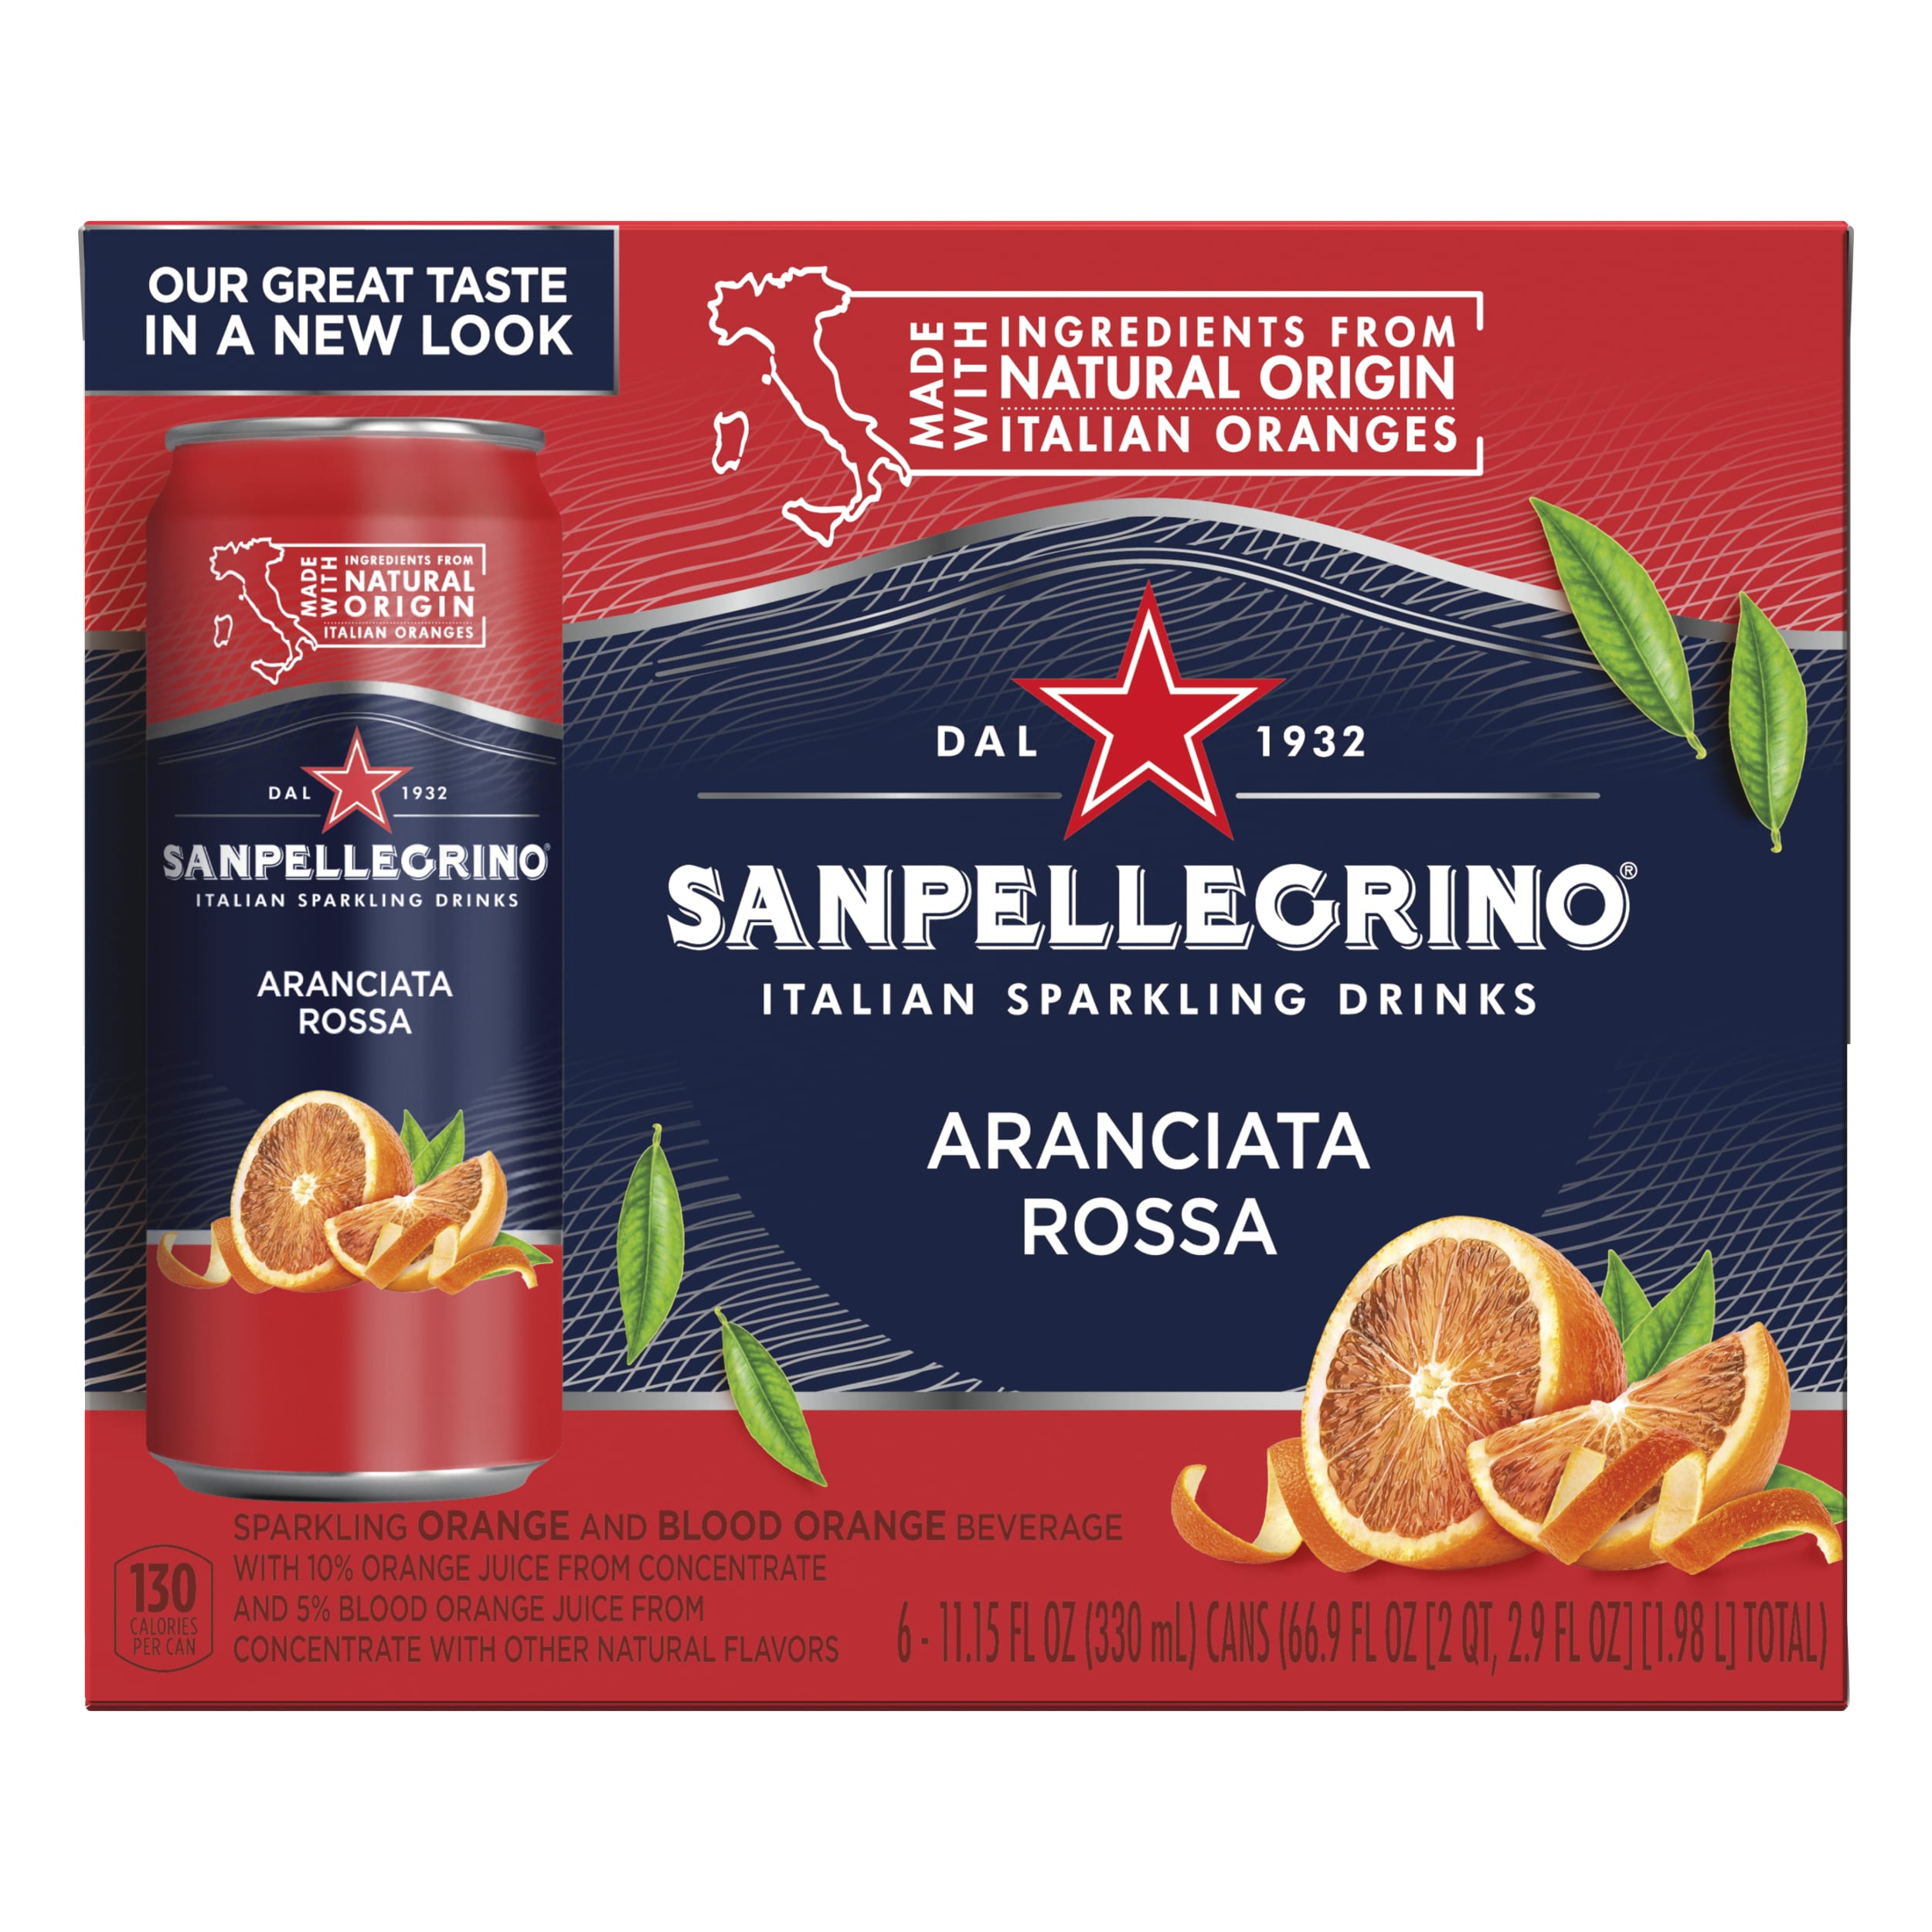 OUR GREAT TASTE
IN A NEW LOOK
MADE
WITH
INGREDIENTS FROM
NATURAL ORIGIN
ITALIAN ORANGES
MADE
WITH
INGREDIENTS FROM
NATURAL
ORIGIN
ITALIAN ORANGES
DAL 1932
SANPELLEGRINO®
ITALIAN SPARKLING DRINKS
ARANCIATA
ROSSA
DAL 1932
SANPELLEGRINO®
ITALIAN SPARKLING DRINKS
ARANCIATA
ROSSA
130
CALORIES
PER CAN
SPARKLING ORANGE AND BLOOD ORANGE BEVERAGE
WITH 10% ORANGE JUICE FROM CONCENTRATE
AND 5% BLOOD ORANGE JUICE FROM
CONCENTRATE WITH OTHER NATURAL FLAVORS
6 - 11.15 FL OZ (330 mL) CANS (66.9 FL OZ [2 QT, 2.9 FL OZ] [1.98 L] TOTAL)